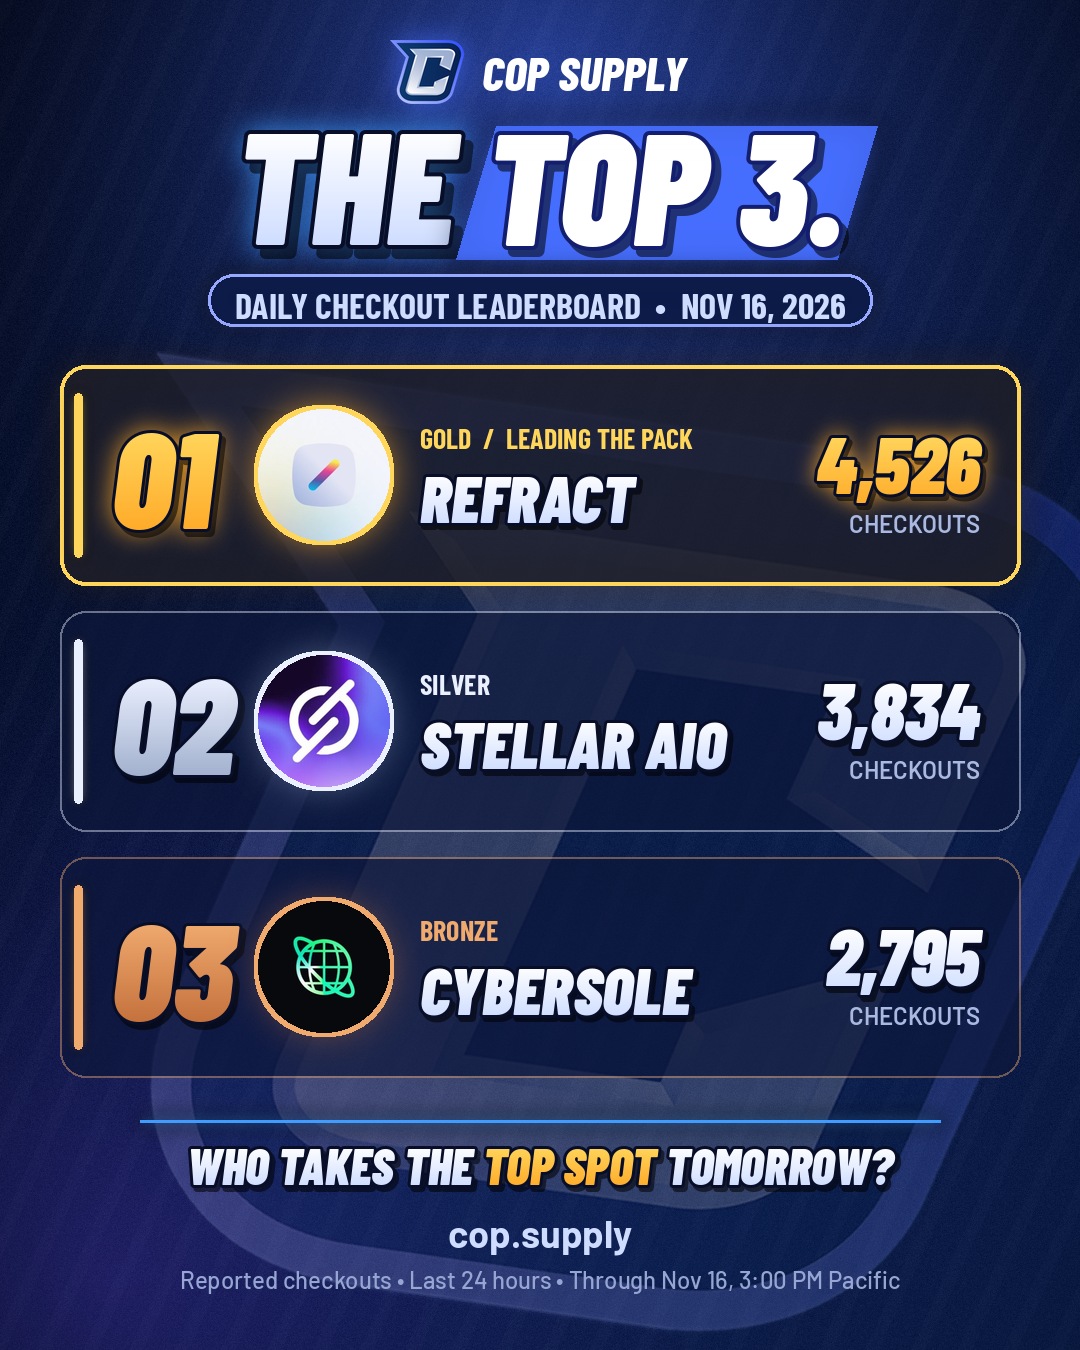 COP SUPPLY
THE TOP 3.
DAILY CHECKOUT LEADERBOARD • NOV 16, 2026
01
GOLD / LEADING THE PACK
REFRACT
4,526
CHECKOUTS
02
SILVER
STELLAR AIO
3,834
CHECKOUTS
03
BRONZE
CYBERSOLE
2,795
CHECKOUTS
WHO TAKES THE TOP SPOT TOMORROW?
cop.supply
Reported checkouts • Last 24 hours • Through Nov 16, 3:00 PM Pacific